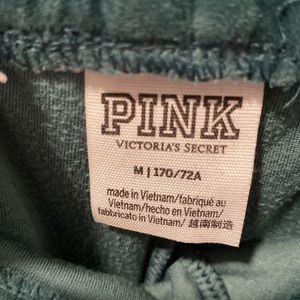 PINK
VICTORIA'S SECRET
M | 170/72A
made in Vietnam/fabriqué au
Vietnam/hecho en Vietnam/
fabbricato in Vietnam/ 越南制造